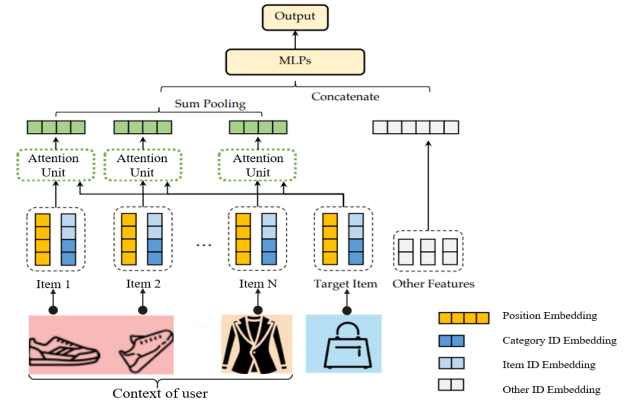 Output
MLPs
Concatenate
Sum Pooling
Attention
Unit
Attention
Unit
Attention
Unit
...
Item 1
Item 2
Item N
Target Item
Other Features
Position Embedding
Category ID Embedding
Item ID Embedding
Other ID Embedding
Context of user